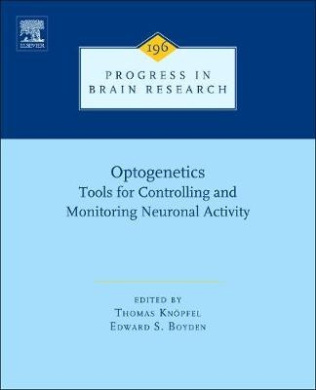 196
PROGRESS IN
BRAIN RESEARCH
Optogenetics
Tools for Controlling and
Monitoring Neuronal Activity
EDITED BY
THOMAS KNÖPFEL
EDWARD S. BOYDEN